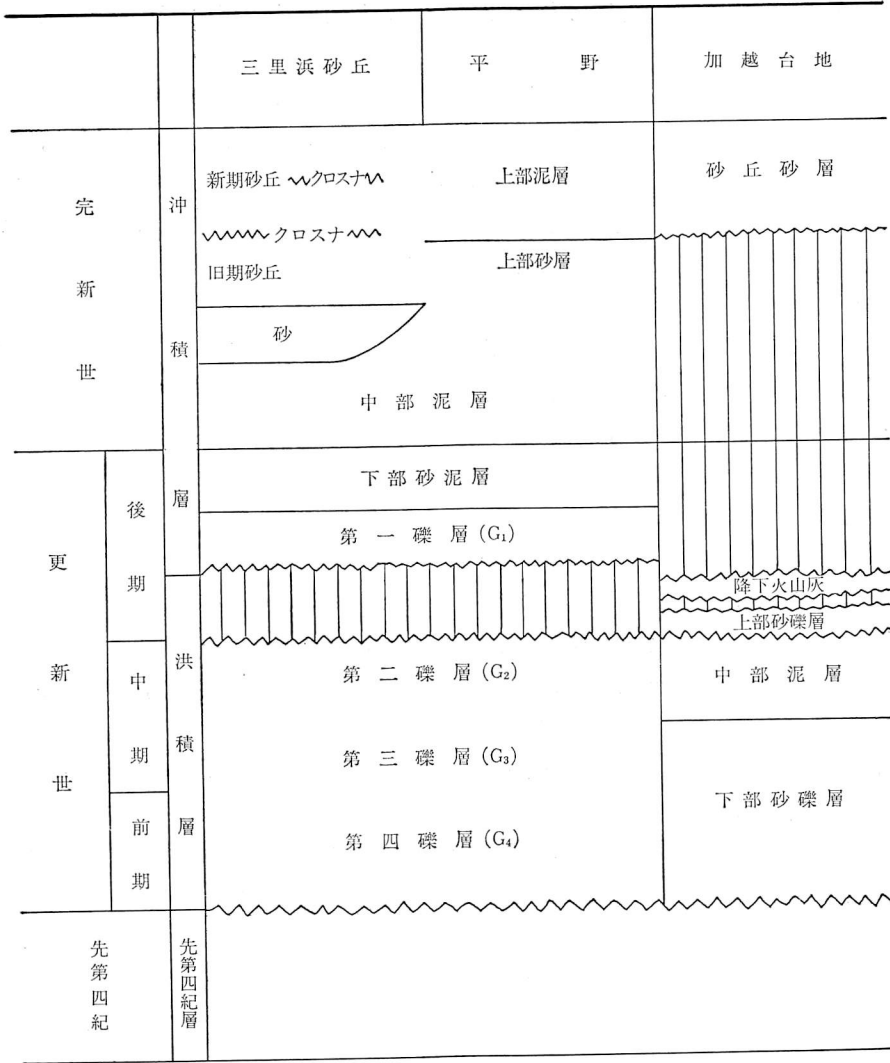 三里浜砂丘 平野 加越台地
完新世 沖積層
新期砂丘 クロスナ 上部泥層 砂丘砂層
クロスナ
旧期砂丘 上部砂層
砂
中部泥層
更新世 後期
下部砂泥層
第一礫層(G₁)
降下火山灰
上部砂礫層
洪積層
中期
第二礫層(G₂) 中部泥層
第三礫層(G₃)
下部砂礫層
前期
第四礫層(G₄)
先第四紀 先第四紀層